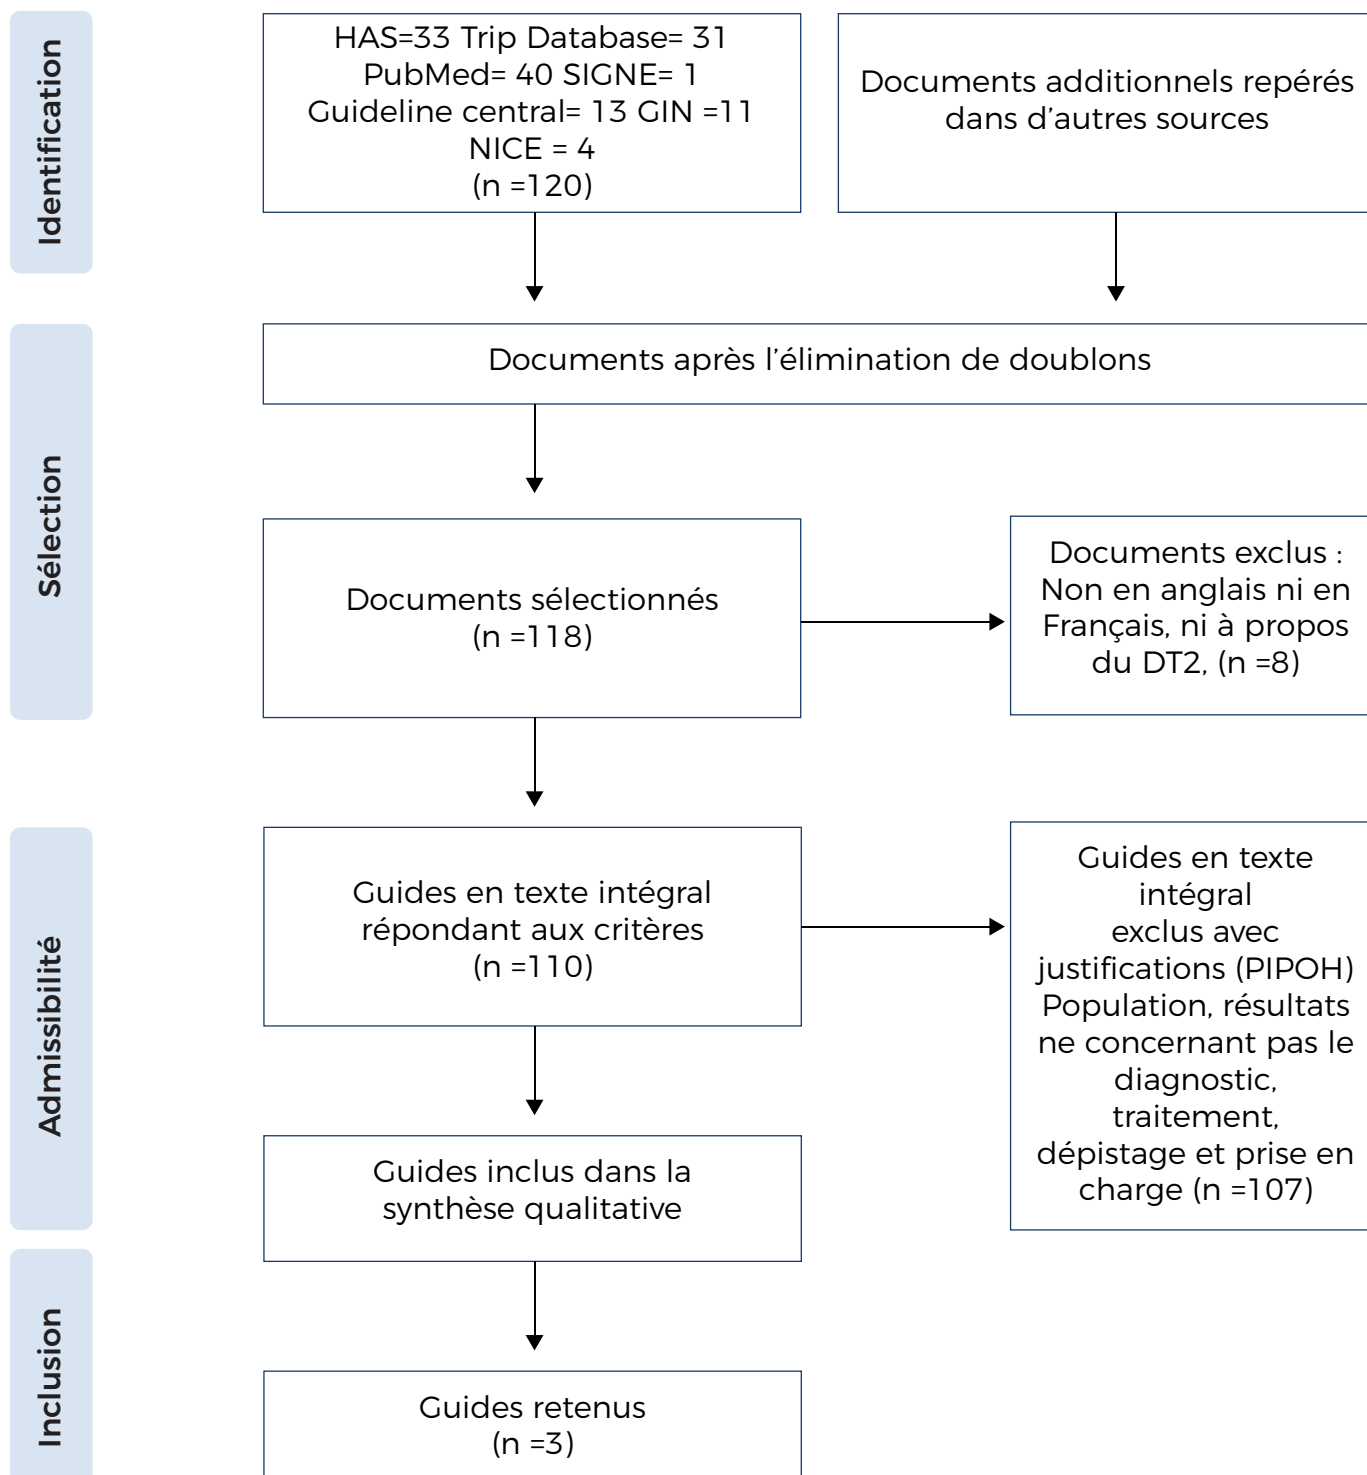 Identification
HAS=33 Trip Database= 31
PubMed= 40 SIGNE= 1
Guideline central= 13 GIN =11
NICE = 4
(n =120)
Documents additionnels repérés
dans d’autres sources
Documents après l’élimination de doublons
Sélection
Documents sélectionnés
(n =118)
Documents exclus :
Non en anglais ni en
Français, ni à propos
du DT2, (n =8)
Admissibilité
Guides en texte intégral
répondant aux critères
(n =110)
Guides en texte
intégral
exclus avec
justifications (PIPOH)
Population, résultats
ne concernant pas le
diagnostic,
traitement,
dépistage et prise en
charge (n =107)
Guides inclus dans la
synthèse qualitative
Inclusion
Guides retenus
(n =3)